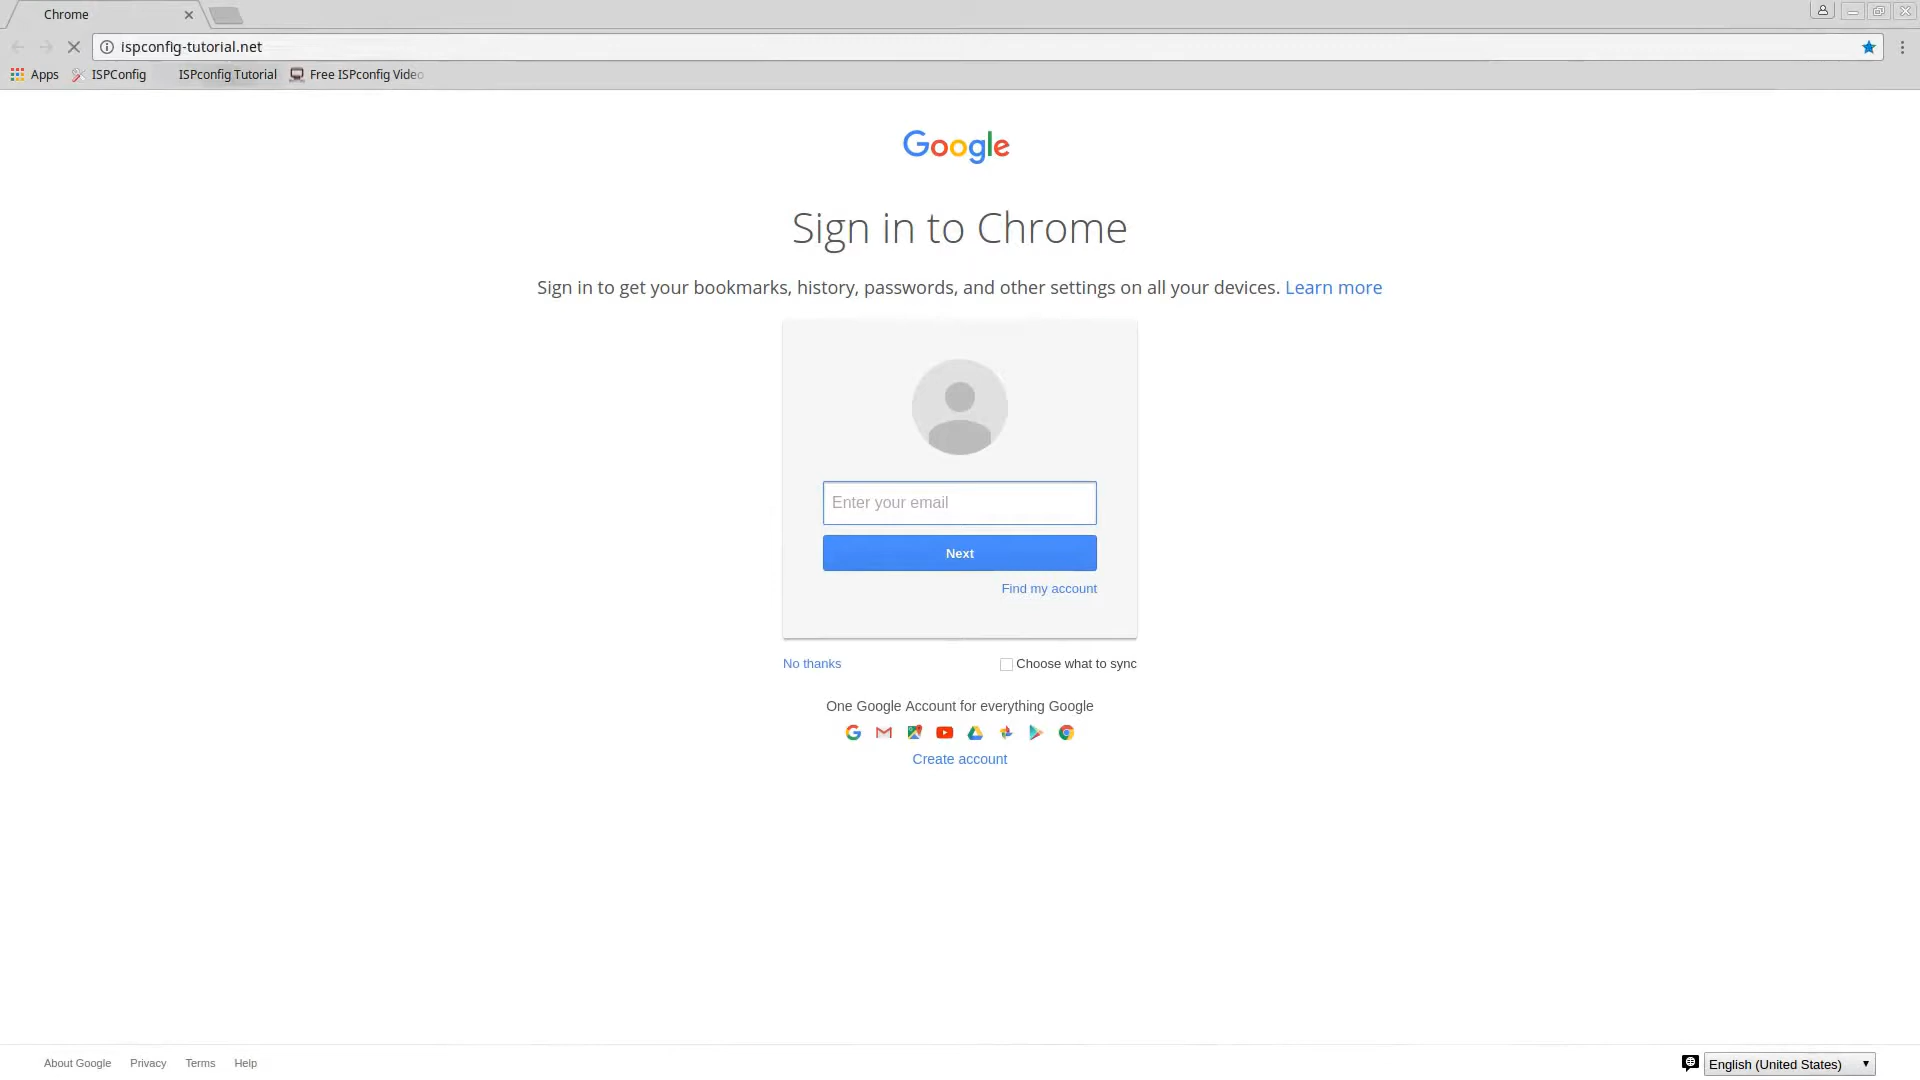 Chrome
ispconfig-tutorial.net
Apps ISPConfig ISPconfig Tutorial Free ISPconfig Video
Google
Sign in to Chrome
Sign in to get your bookmarks, history, passwords, and other settings on all your devices. Learn more
Enter your email
Next
Find my account
No thanks Choose what to sync
One Google Account for everything Google
Create account
About Google Privacy Terms Help English (United States)